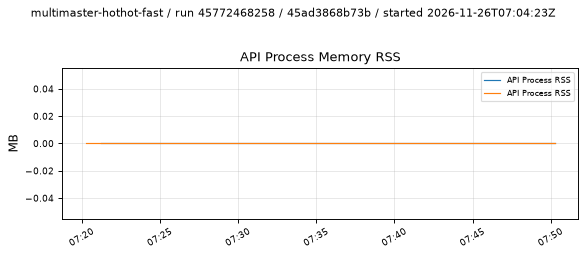 multimaster-hothot-fast / run 45772468258 / 45ad3868b73b / started 2026-11-26T07:04:23Z
API Process Memory RSS
API Process RSS
API Process RSS
MB
0.04
0.02
0.00
−0.02
−0.04
07:20
07:25
07:30
07:35
07:40
07:45
07:50